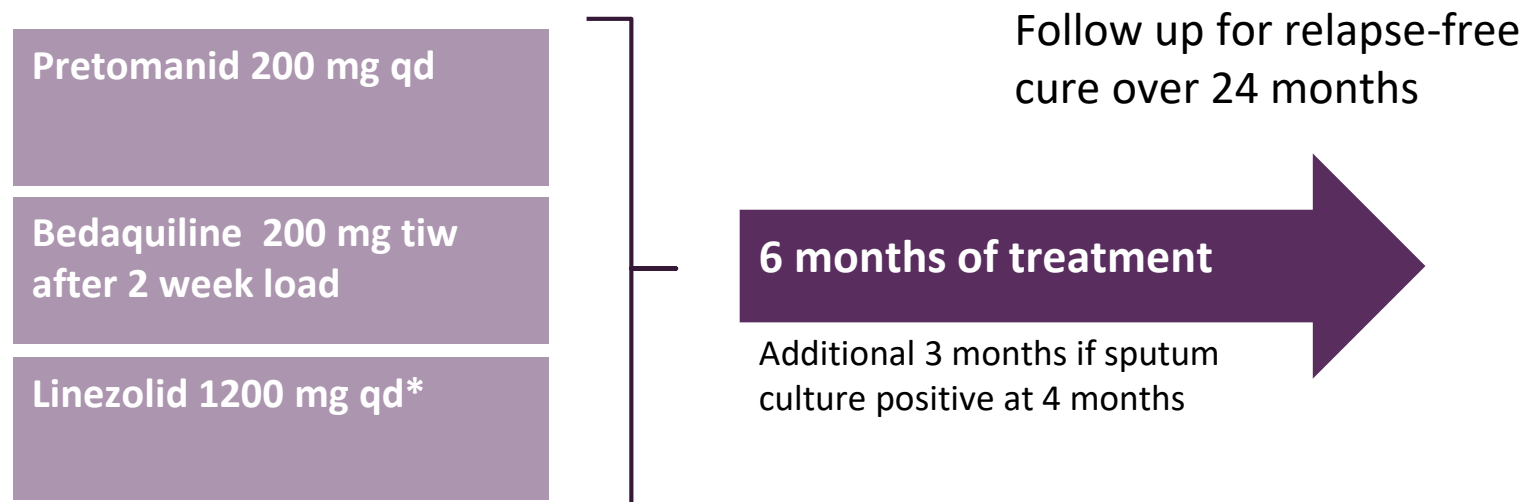 Pretomanid 200 mg qd
Bedaquiline 200 mg tiw
after 2 week load
Linezolid 1200 mg qd*
Follow up for relapse-free
cure over 24 months
6 months of treatment
Additional 3 months if sputum
culture positive at 4 months